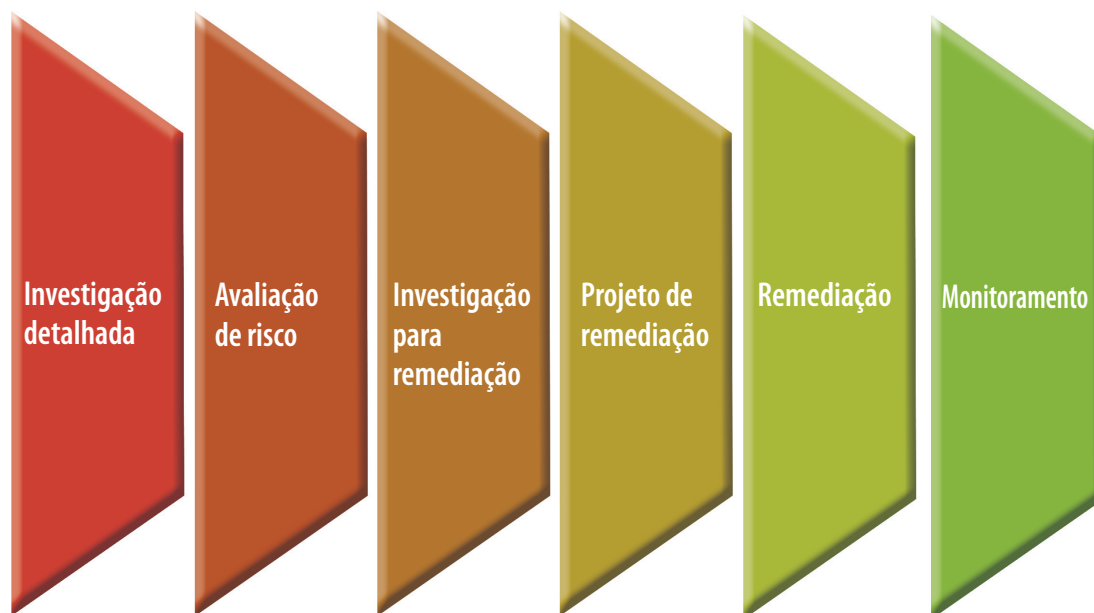 Investigação
detalhada
Avaliação
de risco
Investigação
para
remediação
Projeto de
remediação
Remediação
Monitoramento